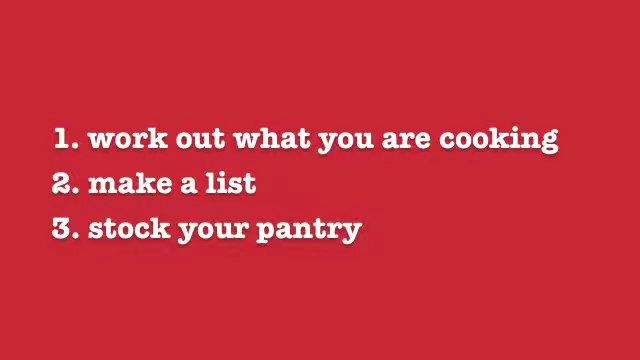 1. work out what you are cooking
2. make a list
3. stock your pantry